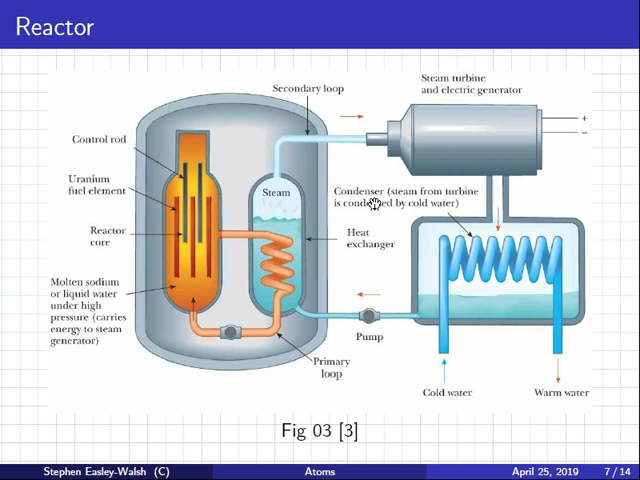 Reactor
Secondary loop
Steam turbine
and electric generator
+
−
Control rod
Uranium
fuel element
Reactor
core
Molten sodium
or liquid water
under high
pressure (carries
energy to steam
generator)
Steam
Condenser (steam from turbine
is condensed by cold water)
Heat
exchanger
Pump
Primary
loop
Cold water
Warm water
Fig 03 [3]
Stephen Easley-Walsh (C)
Atoms
April 25, 2019
7 / 14